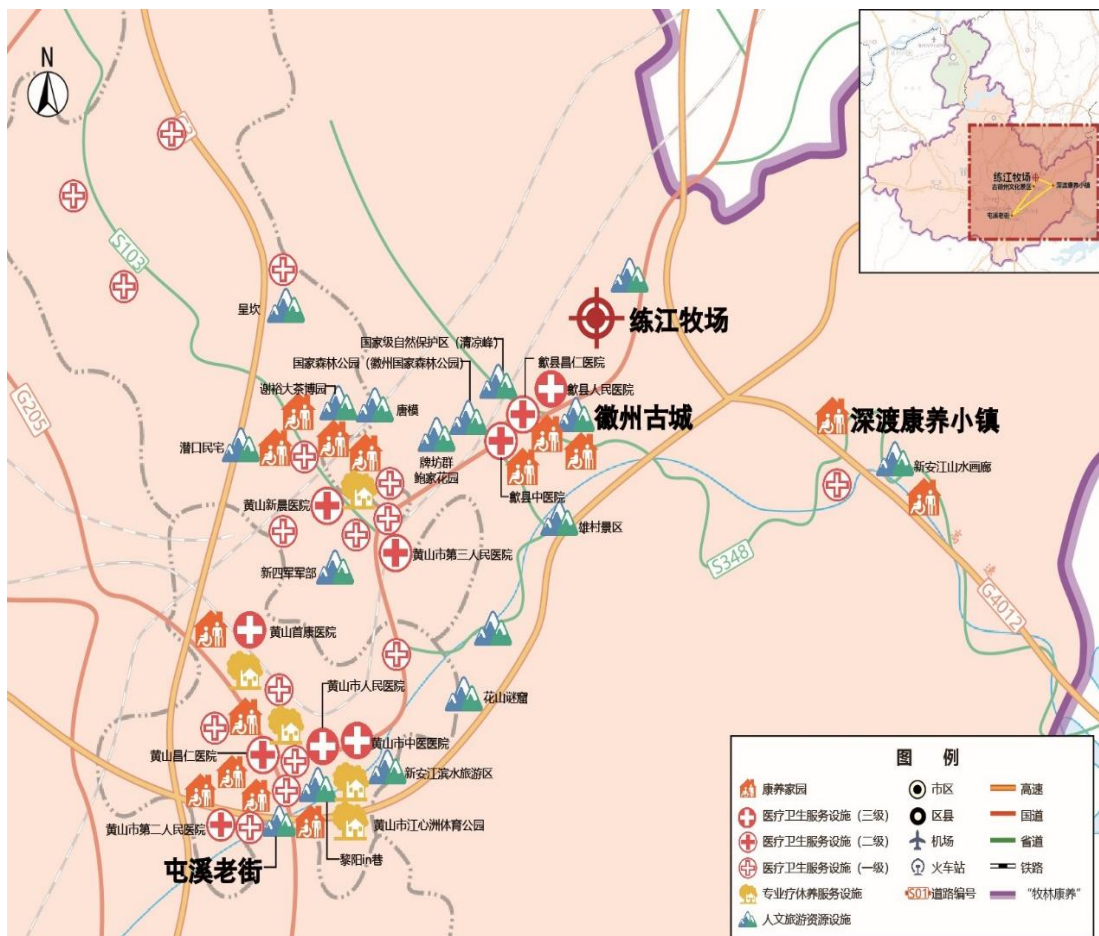 N
练江牧场
古徽州文化景区
深渡康养小镇
屯溪老街
S103
呈坎
国家级自然保护区（清凉峰）
国家森林公园（徽州国家森林公园）
歙县昌仁医院
练江牧场
谢裕大茶博园
歙县人民医院
G205
唐模
徽州古城
深渡康养小镇
潜口民宅
牌坊群
鲍家花园
新安江山水画廊
歙县中医院
黄山新晨医院
雄村景区
黄山市第三人民医院
S348
新四军军部
G4012
黄山首康医院
黄山市人民医院
花山谜窟
黄山昌仁医院
黄山市中医医院
新安江滨水旅游区
黄山市第二人民医院
黄山市江心洲体育公园
屯溪老街
黎阳in巷
图 例
康养家园
市区
高速
医疗卫生服务设施（三级）
区县
国道
医疗卫生服务设施（二级）
机场
省道
医疗卫生服务设施（一级）
火车站
铁路
专业疗休养服务设施
S01道路编号
“牧林康养”
人文旅游资源设施